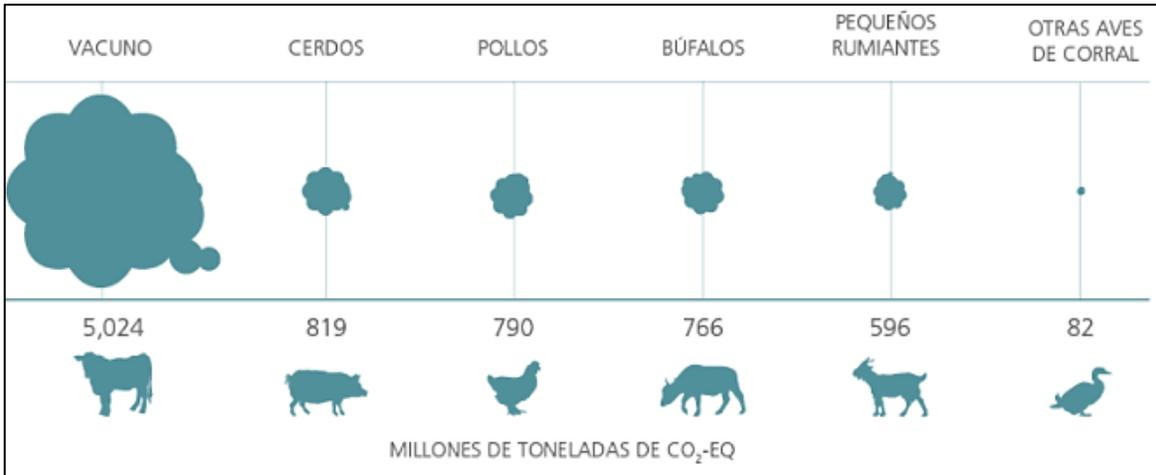 VACUNO
CERDOS
POLLOS
BÚFALOS
PEQUEÑOS
RUMIANTES
OTRAS AVES
DE CORRAL
5,024
819
790
766
596
82
MILLONES DE TONELADAS DE CO₂-EQ